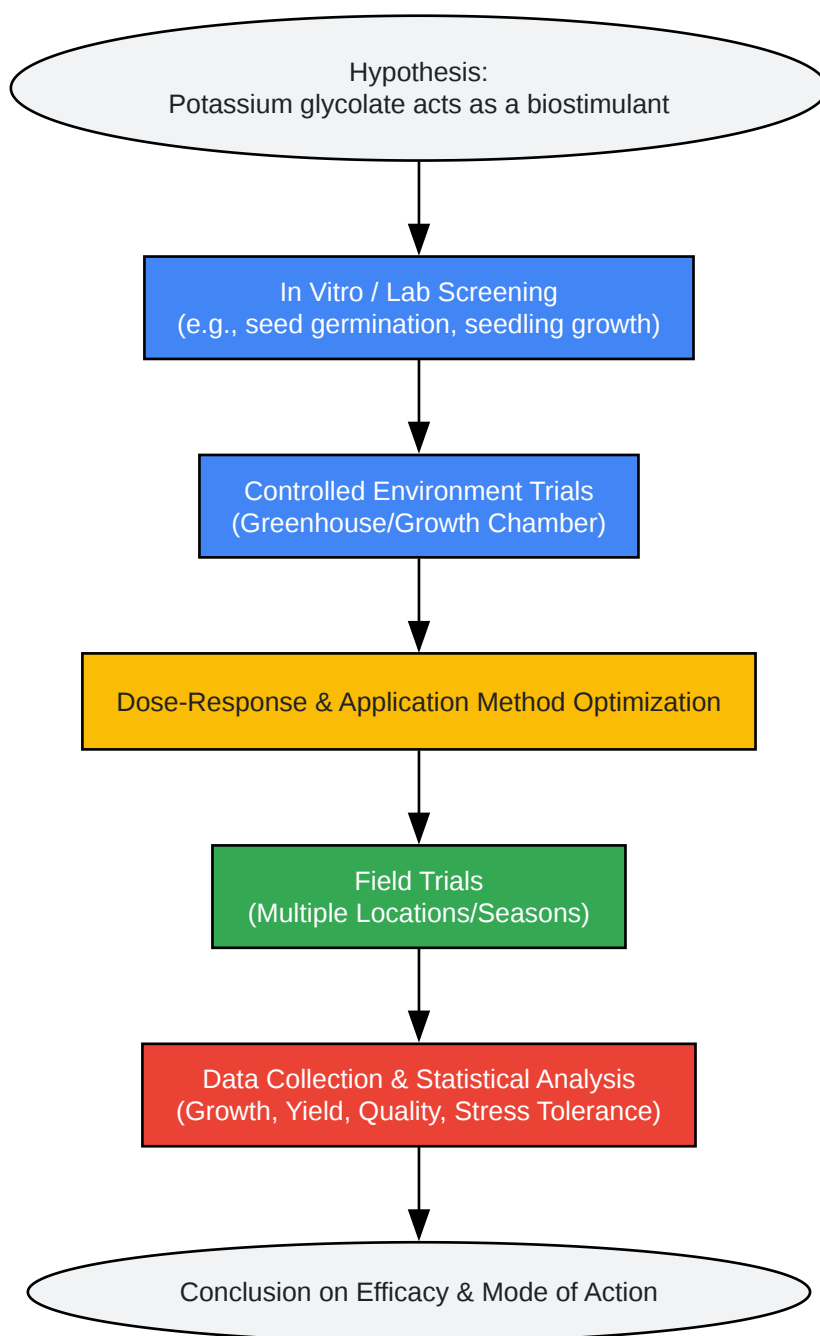 Hypothesis:
Potassium glycolate acts as a biostimulant
In Vitro / Lab Screening
(e.g., seed germination, seedling growth)
Controlled Environment Trials
(Greenhouse/Growth Chamber)
Dose-Response & Application Method Optimization
Field Trials
(Multiple Locations/Seasons)
Data Collection & Statistical Analysis
(Growth, Yield, Quality, Stress Tolerance)
Conclusion on Efficacy & Mode of Action